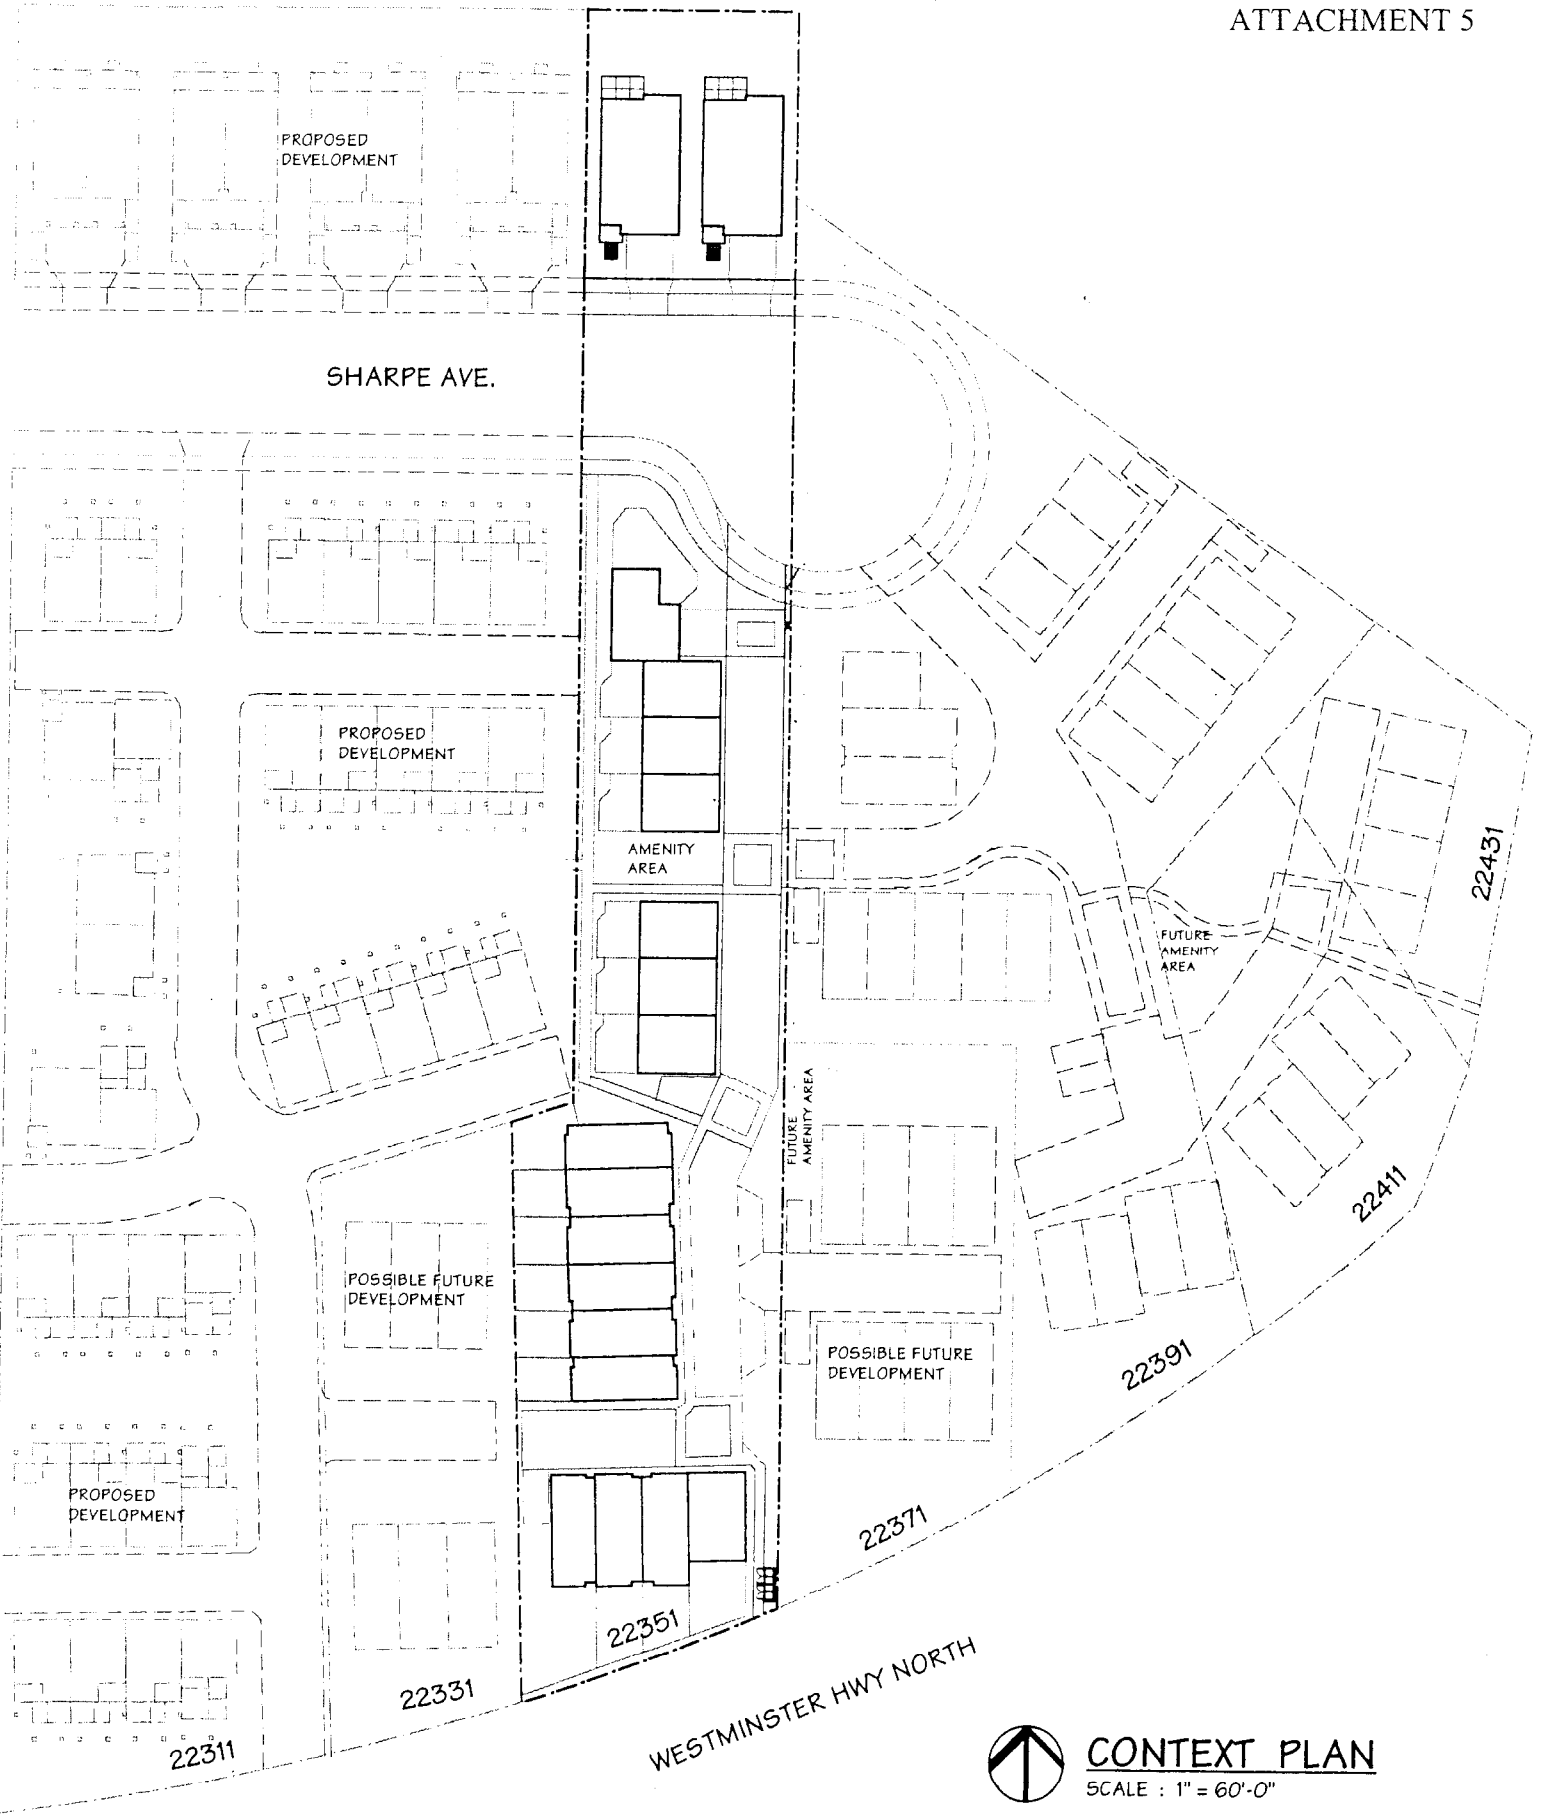 ATTACHMENT 5
PROPOSED
DEVELOPMENT
SHARPE AVE.
PROPOSED
DEVELOPMENT
AMENITY
AREA
22431
FUTURE
AMENITY
AREA
FUTURE
AMENITY AREA
22411
POSSIBLE FUTURE
DEVELOPMENT
POSSIBLE FUTURE
DEVELOPMENT
22391
PROPOSED
DEVELOPMENT
22371
22351
22331
22311
WESTMINSTER HWY NORTH
CONTEXT PLAN
SCALE : 1" = 60'-0"